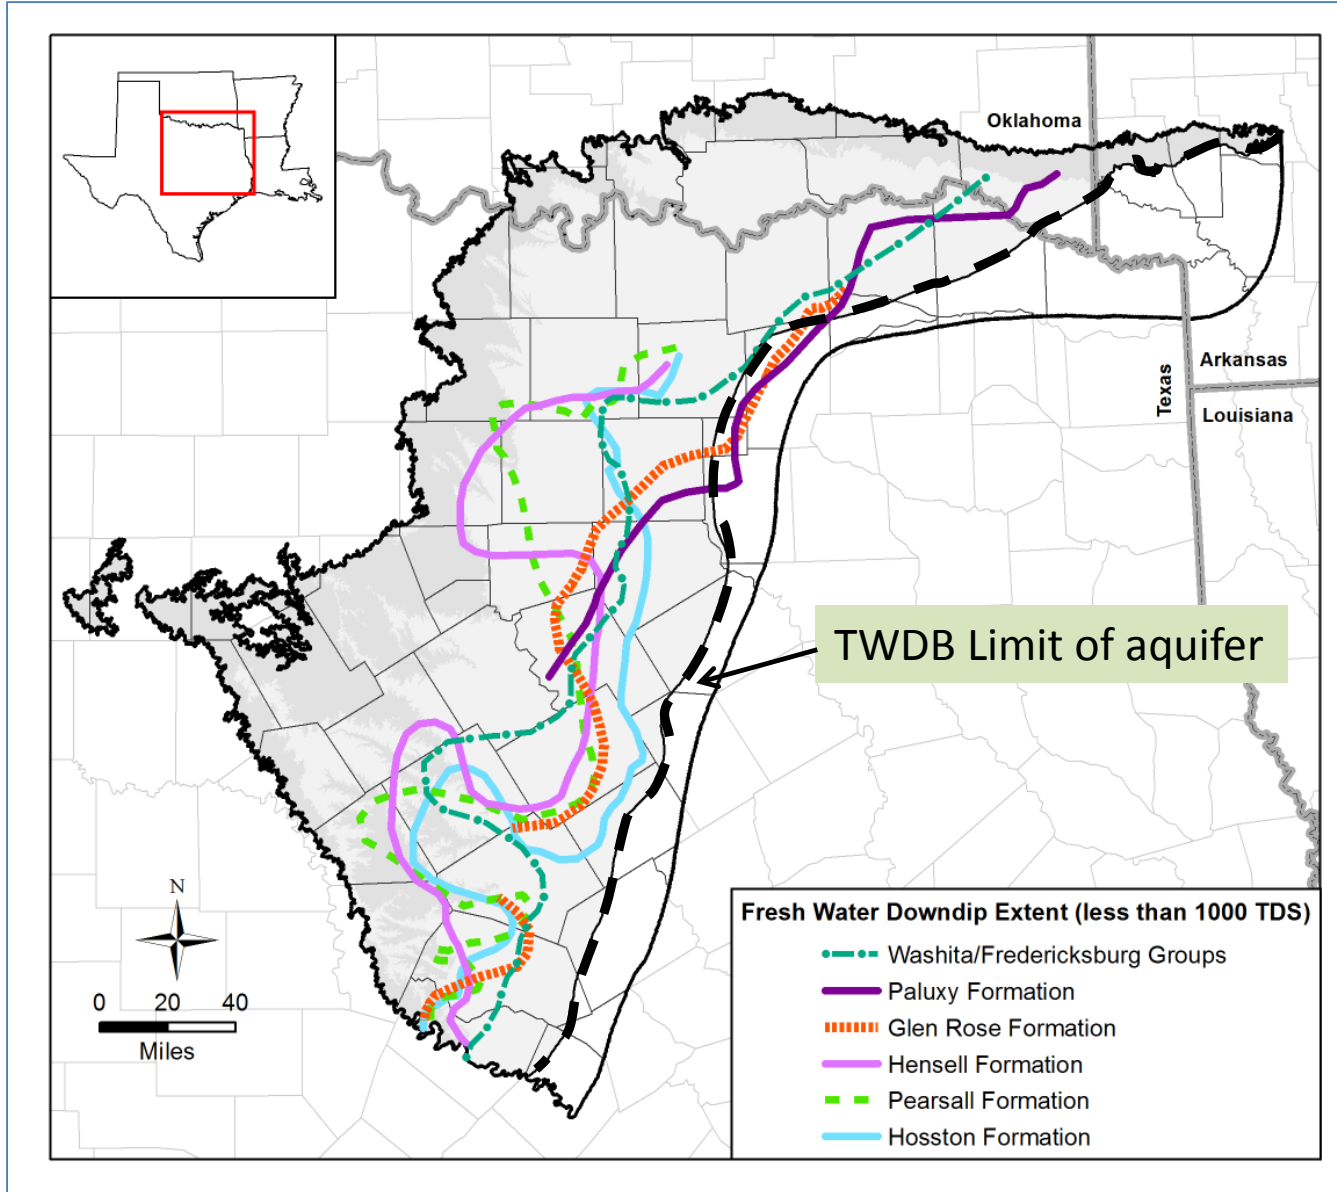 Oklahoma
Arkansas
Texas
Louisiana
TWDB Limit of aquifer
N
0 20 40
Miles
Fresh Water Downdip Extent (less than 1000 TDS)
Washita/Fredericksburg Groups
Paluxy Formation
Glen Rose Formation
Hensell Formation
Pearsall Formation
Hosston Formation